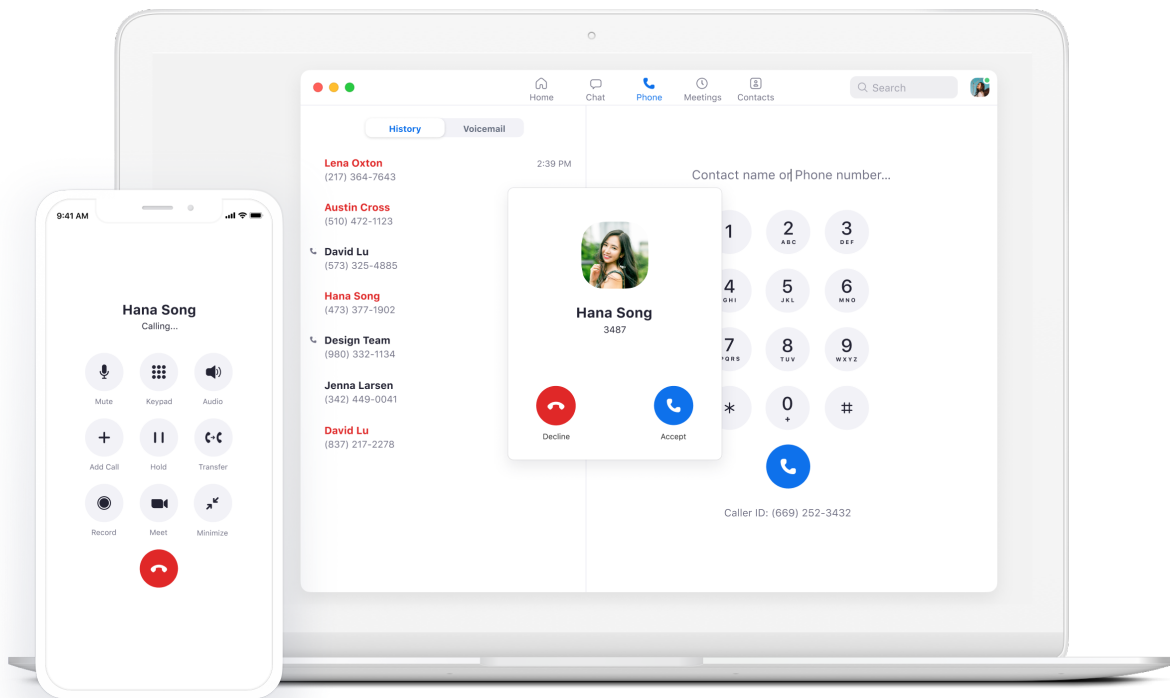 Home
Chat
Phone
Meetings
Contacts
Search
History
Voicemail
Lena Oxton
2:39 PM
(217) 364-7643
Austin Cross
(510) 472-1123
David Lu
(573) 325-4885
Hana Song
(473) 377-1902
Design Team
(980) 332-1134
Jenna Larsen
(342) 449-0041
David Lu
(837) 217-2278
Hana Song
3487
Decline
Accept
Contact name or Phone number...
1
2
ABC
3
DEF
4
GHI
5
JKL
6
MNO
7
PQRS
8
TUV
9
WXYZ
*
0
+
#
Caller ID: (669) 252-3432
9:41 AM
Hana Song
Calling...
Mute
Keypad
Audio
Add Call
Hold
Transfer
Record
Meet
Minimize